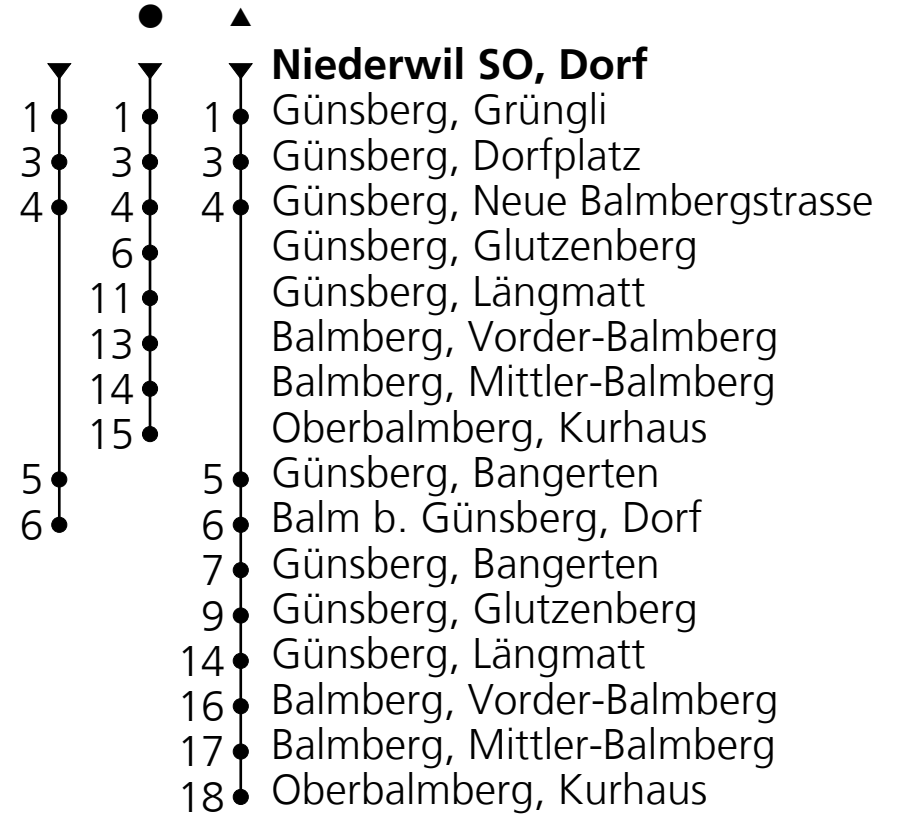 Niederwil SO, Dorf
1 1 1 Günsberg, Grüngli
3 3 3 Günsberg, Dorfplatz
4 4 4 Günsberg, Neue Balmbergstrasse
6 Günsberg, Glutzenberg
11 Günsberg, Längmatt
13 Balmberg, Vorder-Balmberg
14 Balmberg, Mittler-Balmberg
15 Oberbalmberg, Kurhaus
5 5 Günsberg, Bangerten
6 6 Balm b. Günsberg, Dorf
7 Günsberg, Bangerten
9 Günsberg, Glutzenberg
14 Günsberg, Längmatt
16 Balmberg, Vorder-Balmberg
17 Balmberg, Mittler-Balmberg
18 Oberbalmberg, Kurhaus